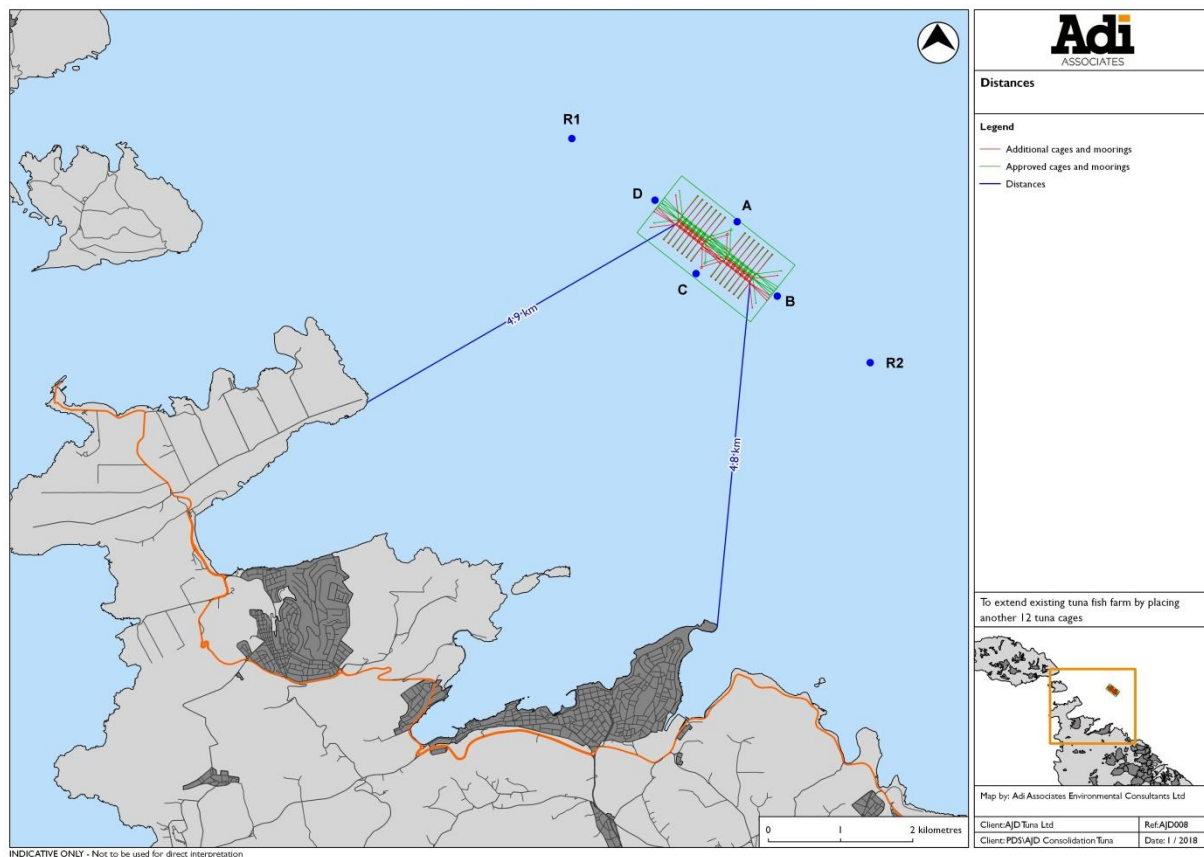 R1
D
A
C
B
R2
4.9 km
4.8 km
0 1 2 kilometres
INDICATIVE ONLY - Not to be used for direct interpretation
Adi
ASSOCIATES
Distances
Legend
Additional cages and moorings
Approved cages and moorings
Distances
To extend existing tuna fish farm by placing
another 12 tuna cages
Map by: Adi Associates Environmental Consultants Ltd
Client:AJD Tuna Ltd Ref:AJD008
Client:PDS\AJD Consolidation Tuna Date: 1 / 2018